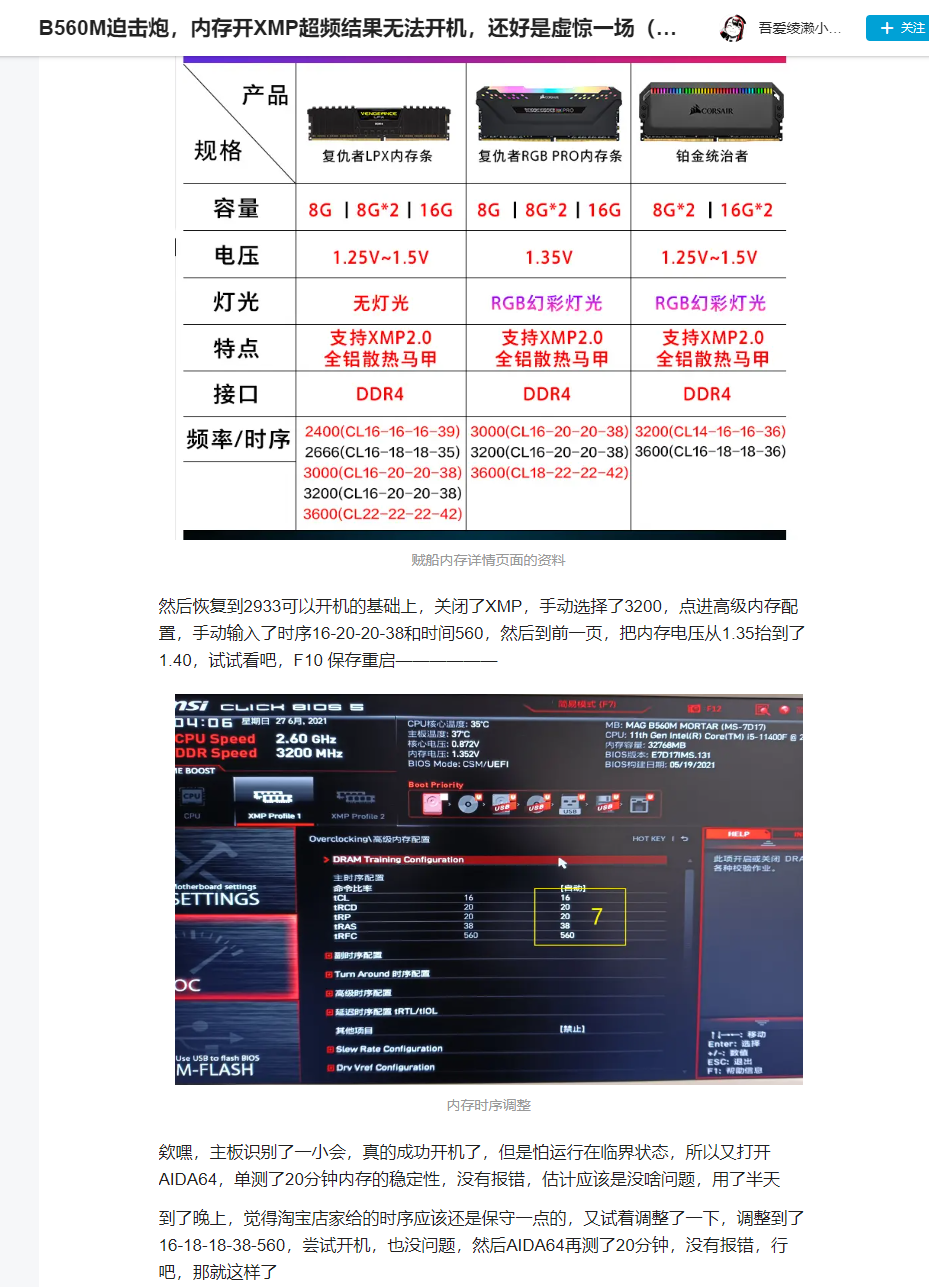 B560M迫击炮，内存开XMP超频结果无法开机，还好是虚惊一场（...
吾爱绫濑小...
+ 关注
产品
规格
VENGEANCE
LPX
CORSAIR
复仇者LPX内存条
复仇者RGB PRO内存条
铂金统治者
容量
8G | 8G*2 | 16G
8G | 8G*2 | 16G
8G*2 | 16G*2
电压
1.25V~1.5V
1.35V
1.25V~1.5V
灯光
无灯光
RGB幻彩灯光
RGB幻彩灯光
特点
支持XMP2.0
全铝散热马甲
支持XMP2.0
全铝散热马甲
支持XMP2.0
全铝散热马甲
接口
DDR4
DDR4
DDR4
频率/时序
2400(CL16-16-16-39)
2666(CL16-18-18-35)
3000(CL16-20-20-38)
3200(CL16-20-20-38)
3600(CL22-22-22-42)
3000(CL16-20-20-38)
3200(CL16-20-20-38)
3600(CL18-22-22-42)
3200(CL14-16-16-36)
3600(CL16-18-18-36)
贼船内存详情页面的资料
然后恢复到2933可以开机的基础上，关闭了XMP，手动选择了3200，点进高级内存配
置，手动输入了时序16-20-20-38和时间560，然后到前一页，把内存电压从1.35抬到了
1.40，试试看吧，F10 保存重启——————
msi CLICK BIOS 5
简易模式 (F7)
F12
04:06 星期日 27 6月, 2021
CPU Speed 2.60 GHz
DDR Speed 3200 MHz
CPU核心温度: 35°C
主板温度: 37°C
核心电压: 0.872V
内存电压: 1.352V
BIOS Mode: CSM/UEFI
MB: MAG B560M MORTAR (MS-7D17)
CPU: 11th Gen Intel(R) Core(TM) i5-11400F @ 2
内存容量: 32768MB
BIOS版本: E7D17IMS.131
BIOS构建日期: 05/19/2021
ME BOOST
CPU
CPU
XMP Profile 1
XMP Profile 2
Boot Priority
USB
USB
USB
USB
Motherboard settings
SETTINGS
OC
Use USB to flash BIOS
M-FLASH
Overclocking\高级内存配置
HOT KEY
> DRAM Training Configuration
主时序配置
命令比率 [自动]
tCL 16 16
tRCD 20 20
tRP 20 20
tRAS 38 38
tRFC 560 560
7
副时序配置
Turn Around 时序配置
高级时序配置
延迟时序配置 tRTL/tIOL
其他项目 [禁止]
Slew Rate Configuration
Drv Vref Configuration
HELP
IN
此项开启或关闭 DRA
各种校验作业。
↑↓←→: 移动
Enter: 选择
+/-: 数值
ESC: 退出
F1: 帮助信息
内存时序调整
欸嘿，主板识别了一小会，真的成功开机了，但是怕运行在临界状态，所以又打开
AIDA64，单测了20分钟内存的稳定性，没有报错，估计应该是没啥问题，用了半天
到了晚上，觉得淘宝店家给的时序应该还是保守一点的，又试着调整了一下，调整到了
16-18-18-38-560，尝试开机，也没问题，然后AIDA64再测了20分钟，没有报错，行
吧，那就这样了